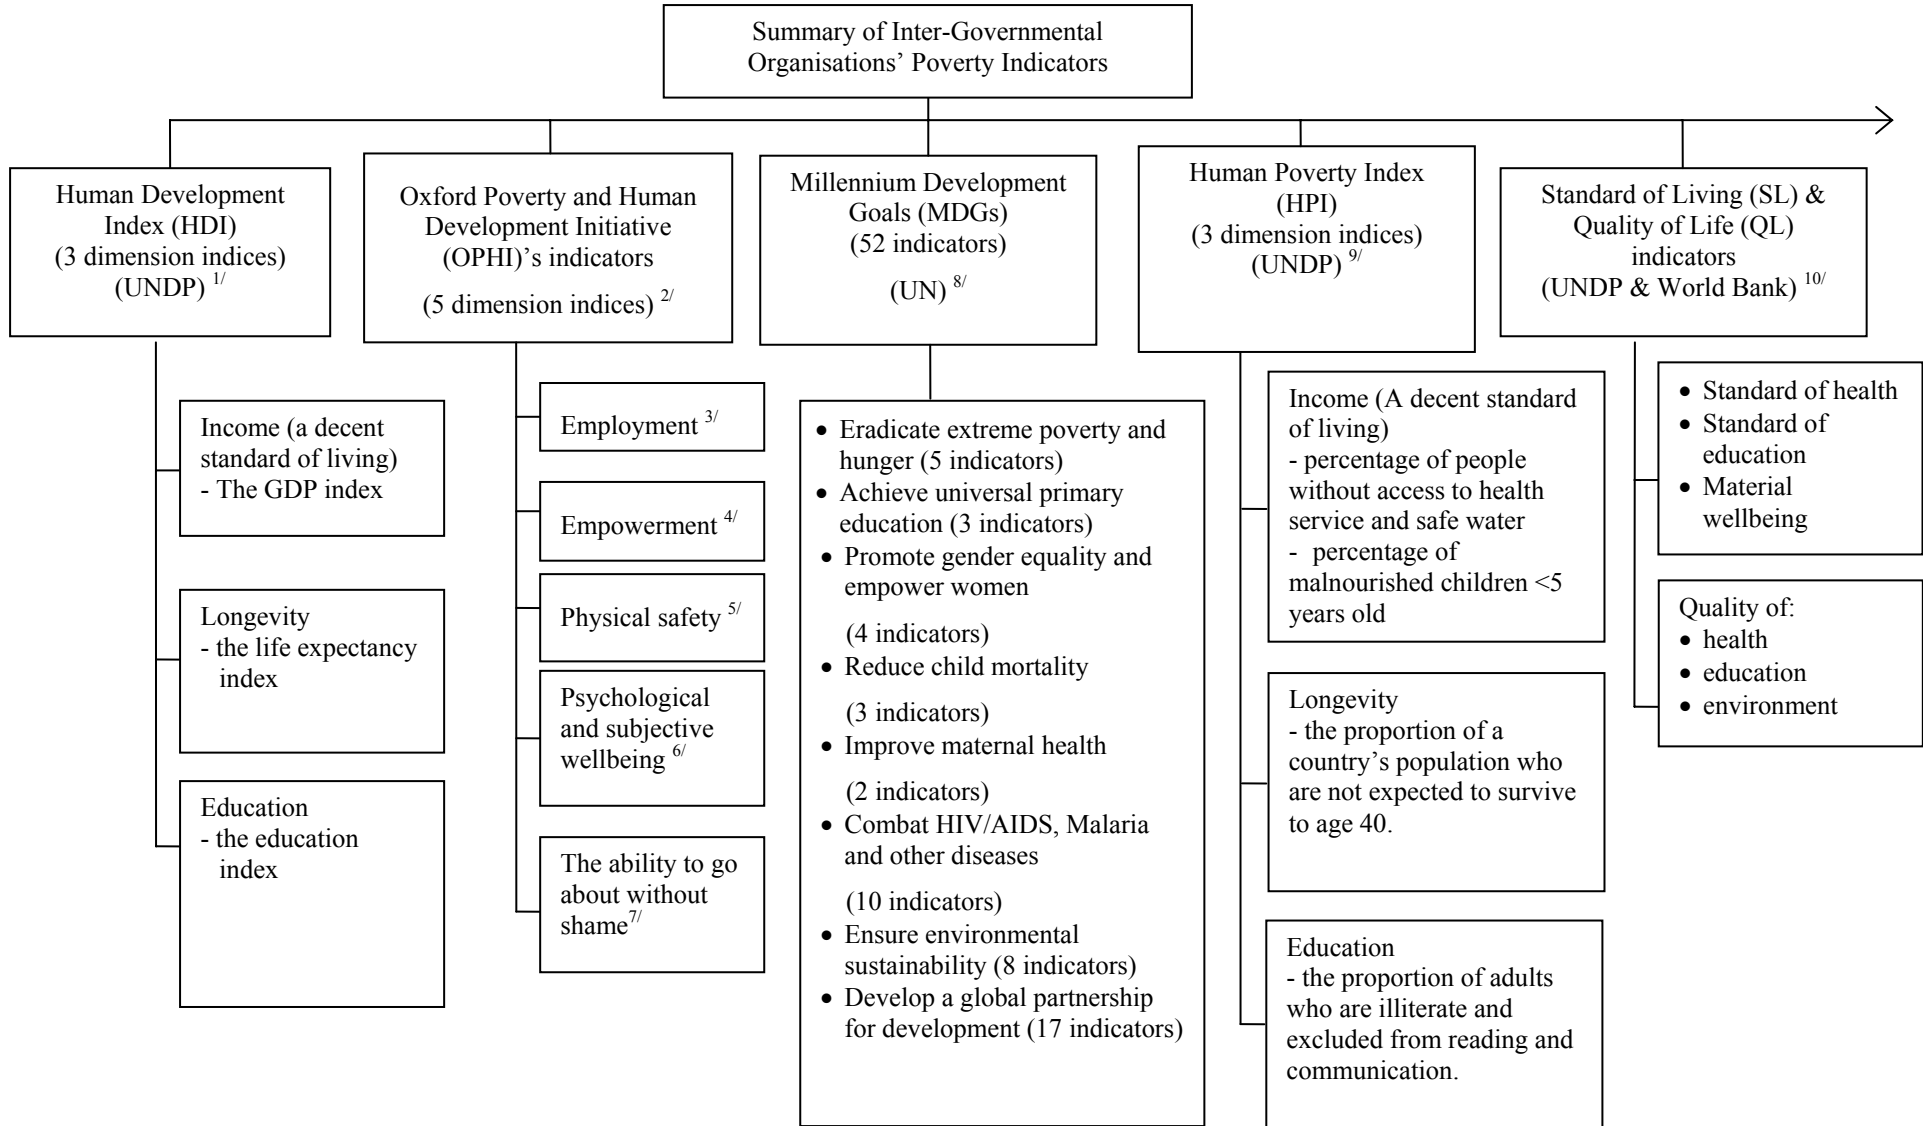 Summary of Inter-Governmental
Organisations’ Poverty Indicators
Human Development
Index (HDI)
(3 dimension indices)
(UNDP) 1/
Oxford Poverty and Human
Development Initiative
(OPHI)’s indicators
(5 dimension indices) 2/
Millennium Development
Goals (MDGs)
(52 indicators)
(UN) 8/
Human Poverty Index
(HPI)
(3 dimension indices)
(UNDP) 9/
Standard of Living (SL) &
Quality of Life (QL)
indicators
(UNDP & World Bank) 10/
Income (a decent
standard of living)
- The GDP index
Longevity
- the life expectancy
index
Education
- the education
index
Employment 3/
Empowerment 4/
Physical safety 5/
Psychological
and subjective
wellbeing 6/
The ability to go
about without
shame7/
• Eradicate extreme poverty and
hunger (5 indicators)
• Achieve universal primary
education (3 indicators)
• Promote gender equality and
empower women
(4 indicators)
• Reduce child mortality
(3 indicators)
• Improve maternal health
(2 indicators)
• Combat HIV/AIDS, Malaria
and other diseases
(10 indicators)
• Ensure environmental
sustainability (8 indicators)
• Develop a global partnership
for development (17 indicators)
Income (A decent standard
of living)
- percentage of people
without access to health
service and safe water
- percentage of
malnourished children <5
years old
Longevity
- the proportion of a
country’s population who
are not expected to survive
to age 40.
Education
- the proportion of adults
who are illiterate and
excluded from reading and
communication.
• Standard of health
• Standard of
education
• Material
wellbeing
Quality of:
• health
• education
• environment